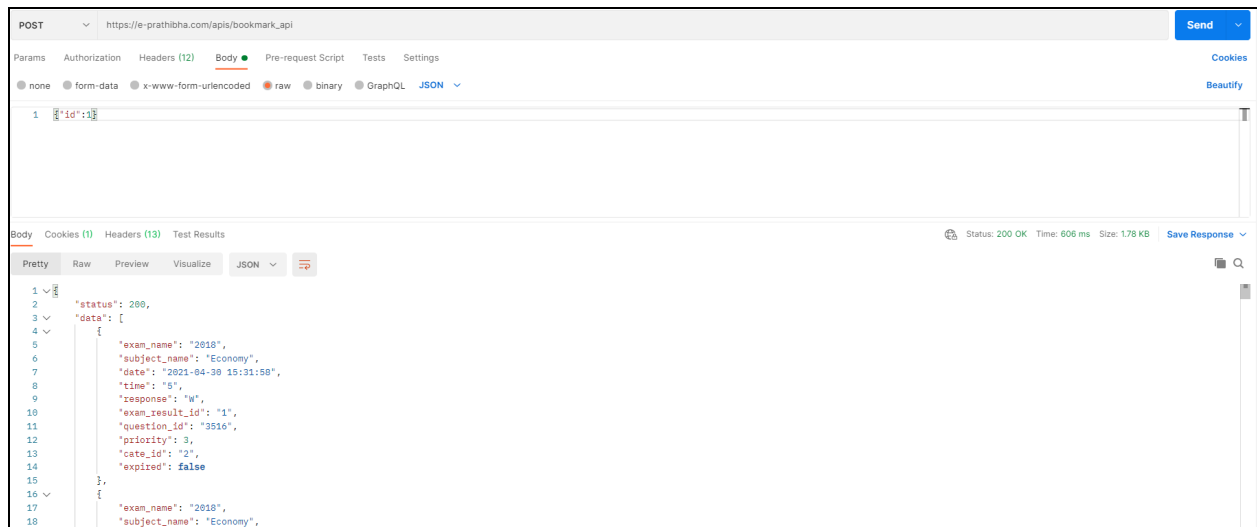 POST https://e-prathibha.com/apis/bookmark_api Send
Params Authorization Headers (12) Body Pre-request Script Tests Settings Cookies
none form-data x-www-form-urlencoded raw binary GraphQL JSON Beautify
1 {"id":1}
Body Cookies (1) Headers (13) Test Results Status: 200 OK Time: 606 ms Size: 1.78 KB Save Response
Pretty Raw Preview Visualize JSON
1 {
2 "status": 200,
3 "data": [
4 {
5 "exam_name": "2018",
6 "subject_name": "Economy",
7 "date": "2021-04-30 15:31:58",
8 "time": "5",
9 "response": "W",
10 "exam_result_id": "1",
11 "question_id": "3516",
12 "priority": 3,
13 "cate_id": "2",
14 "expired": false
15 },
16 {
17 "exam_name": "2018",
18 "subject_name": "Economy",